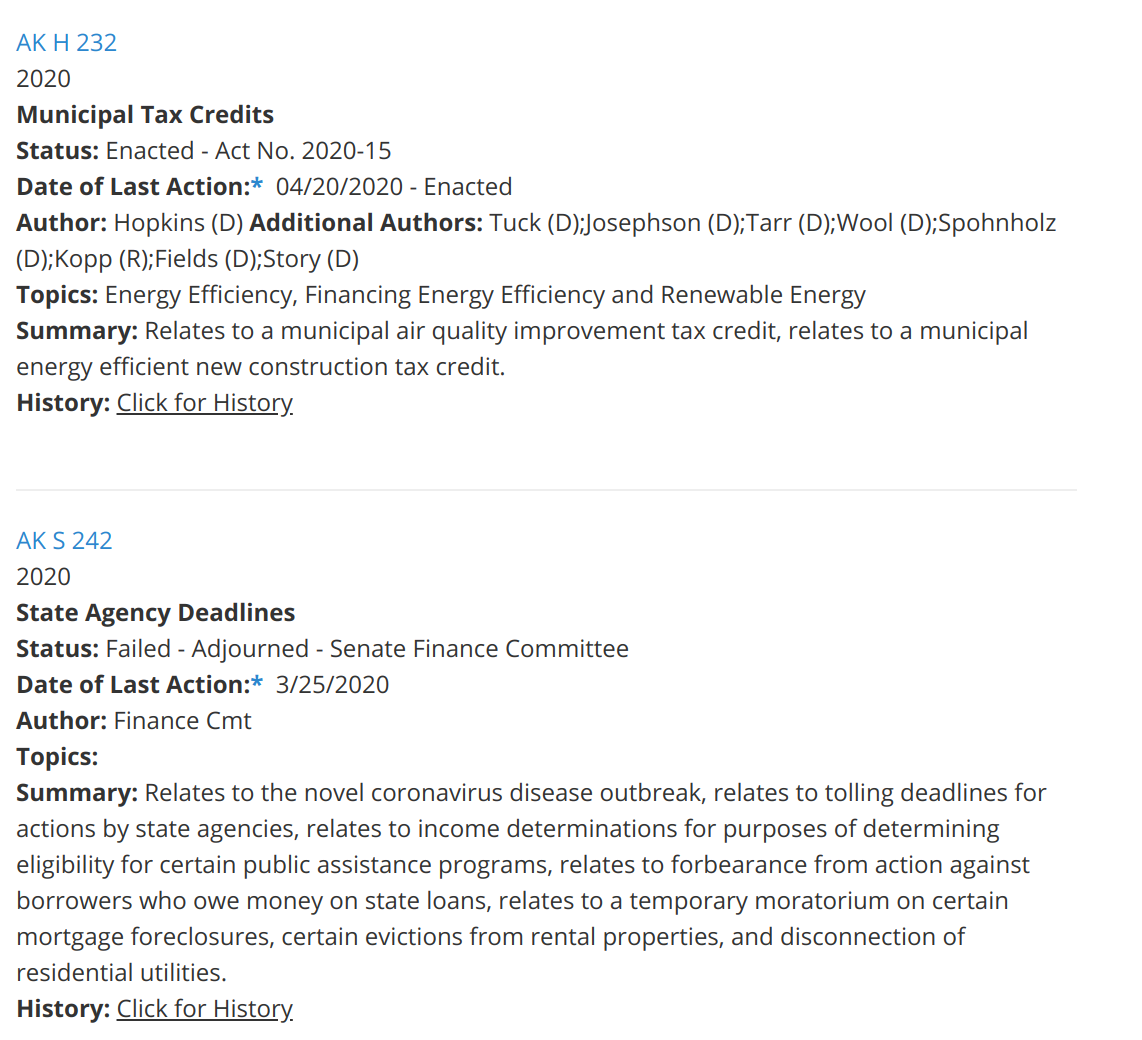 AK H 232
2020
Municipal Tax Credits
Status: Enacted - Act No. 2020-15
Date of Last Action:* 04/20/2020 - Enacted
Author: Hopkins (D) Additional Authors: Tuck (D);Josephson (D);Tarr (D);Wool (D);Spohnholz
(D);Kopp (R);Fields (D);Story (D)
Topics: Energy Efficiency, Financing Energy Efficiency and Renewable Energy
Summary: Relates to a municipal air quality improvement tax credit, relates to a municipal
energy efficient new construction tax credit.
History: Click for History
AK S 242
2020
State Agency Deadlines
Status: Failed - Adjourned - Senate Finance Committee
Date of Last Action:* 3/25/2020
Author: Finance Cmt
Topics:
Summary: Relates to the novel coronavirus disease outbreak, relates to tolling deadlines for
actions by state agencies, relates to income determinations for purposes of determining
eligibility for certain public assistance programs, relates to forbearance from action against
borrowers who owe money on state loans, relates to a temporary moratorium on certain
mortgage foreclosures, certain evictions from rental properties, and disconnection of
residential utilities.
History: Click for History